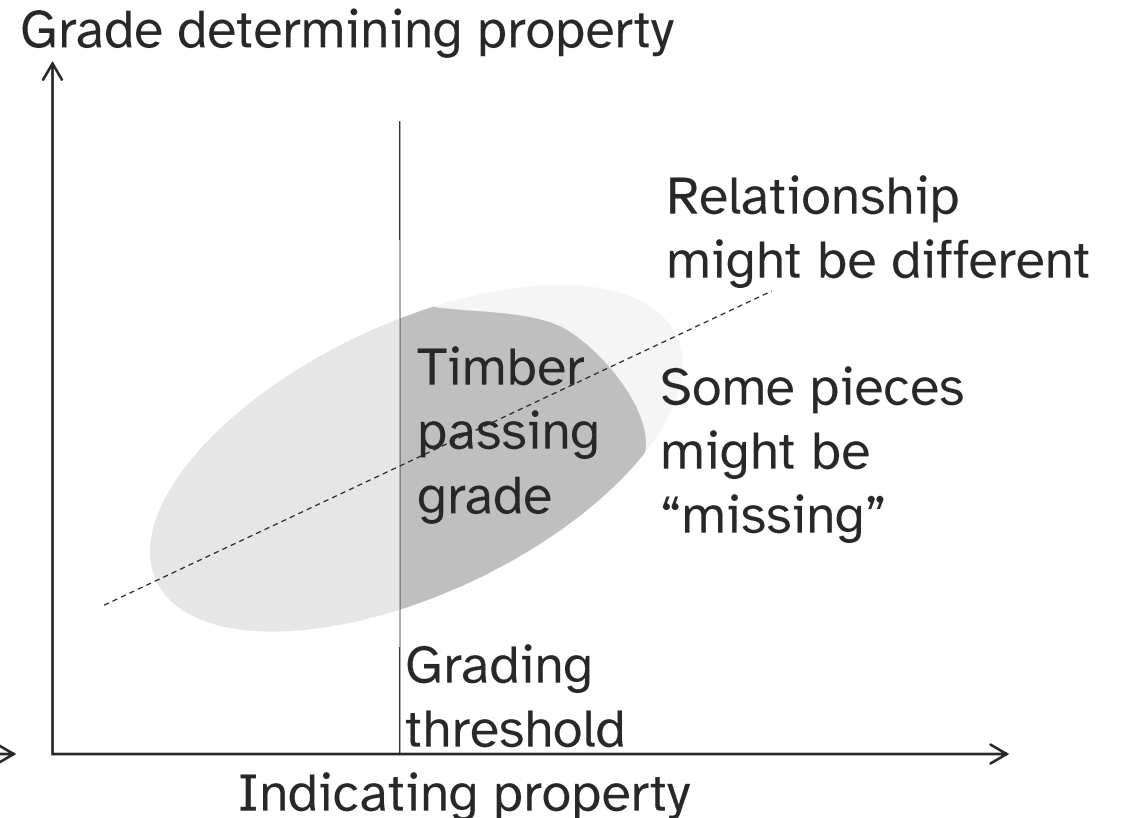 Grade determining property
Relationship
might be different
Timber
passing
grade
Some pieces
might be
“missing”
Grading
threshold
Indicating property